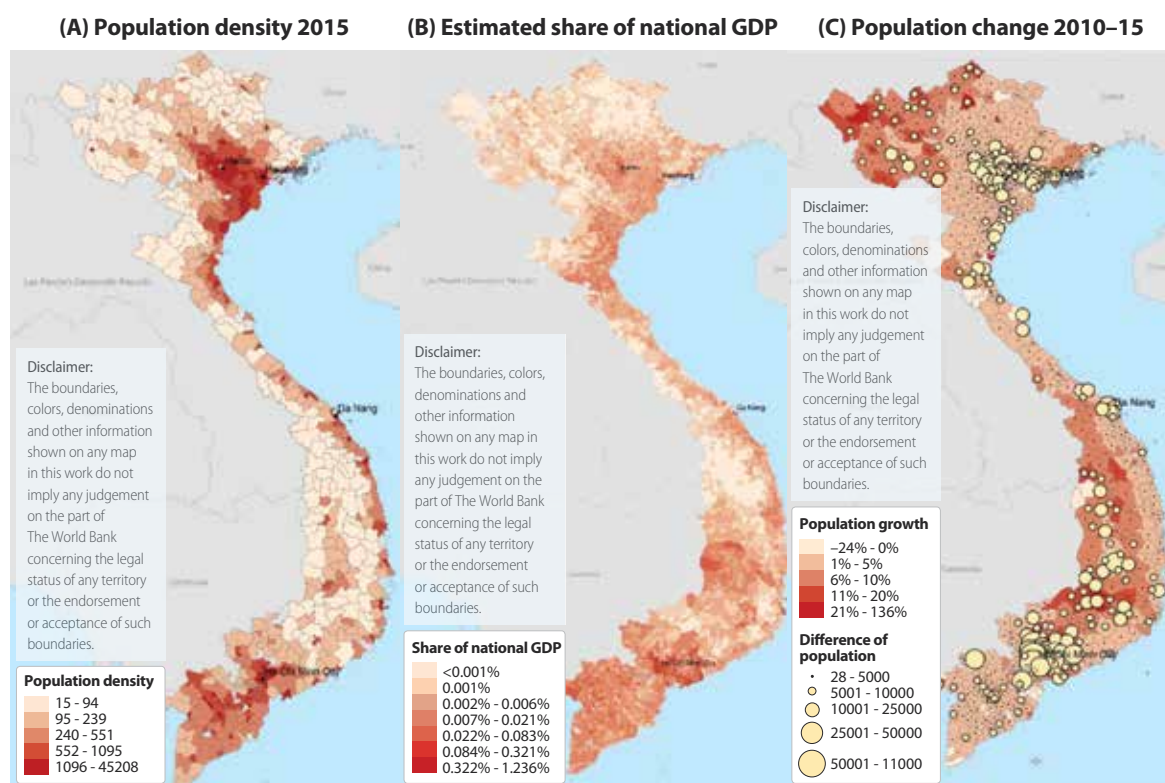 (A) Population density 2015
(B) Estimated share of national GDP
(C) Population change 2010–15
Da Nang
Disclaimer:
The boundaries,
colors, denominations
and other information
shown on any map
in this work do not
imply any judgement
on the part of
The World Bank
concerning the legal
status of any territory
or the endorsement
or acceptance of such
boundaries.
Population density
15 - 94
95 - 239
240 - 551
552 - 1095
1096 - 45208
Da Nang
Disclaimer:
The boundaries, colors,
denominations and
other information
shown on any map in
this work do not imply
any judgement on the
part of The World Bank
concerning the legal
status of any territory
or the endorsement
or acceptance of such
boundaries.
Share of national GDP
<0.001%
0.001%
0.002% - 0.006%
0.007% - 0.021%
0.022% - 0.083%
0.084% - 0.321%
0.322% - 1.236%
Disclaimer:
The boundaries,
colors, denominations
and other information
shown on any map
in this work do not
imply any judgement
on the part of
The World Bank
concerning the legal
status of any territory
or the endorsement
or acceptance of such
boundaries.
Da Nang
Population growth
–24% - 0%
1% - 5%
6% - 10%
11% - 20%
21% - 136%
Difference of
population
28 - 5000
5001 - 10000
10001 - 25000
25001 - 50000
50001 - 11000